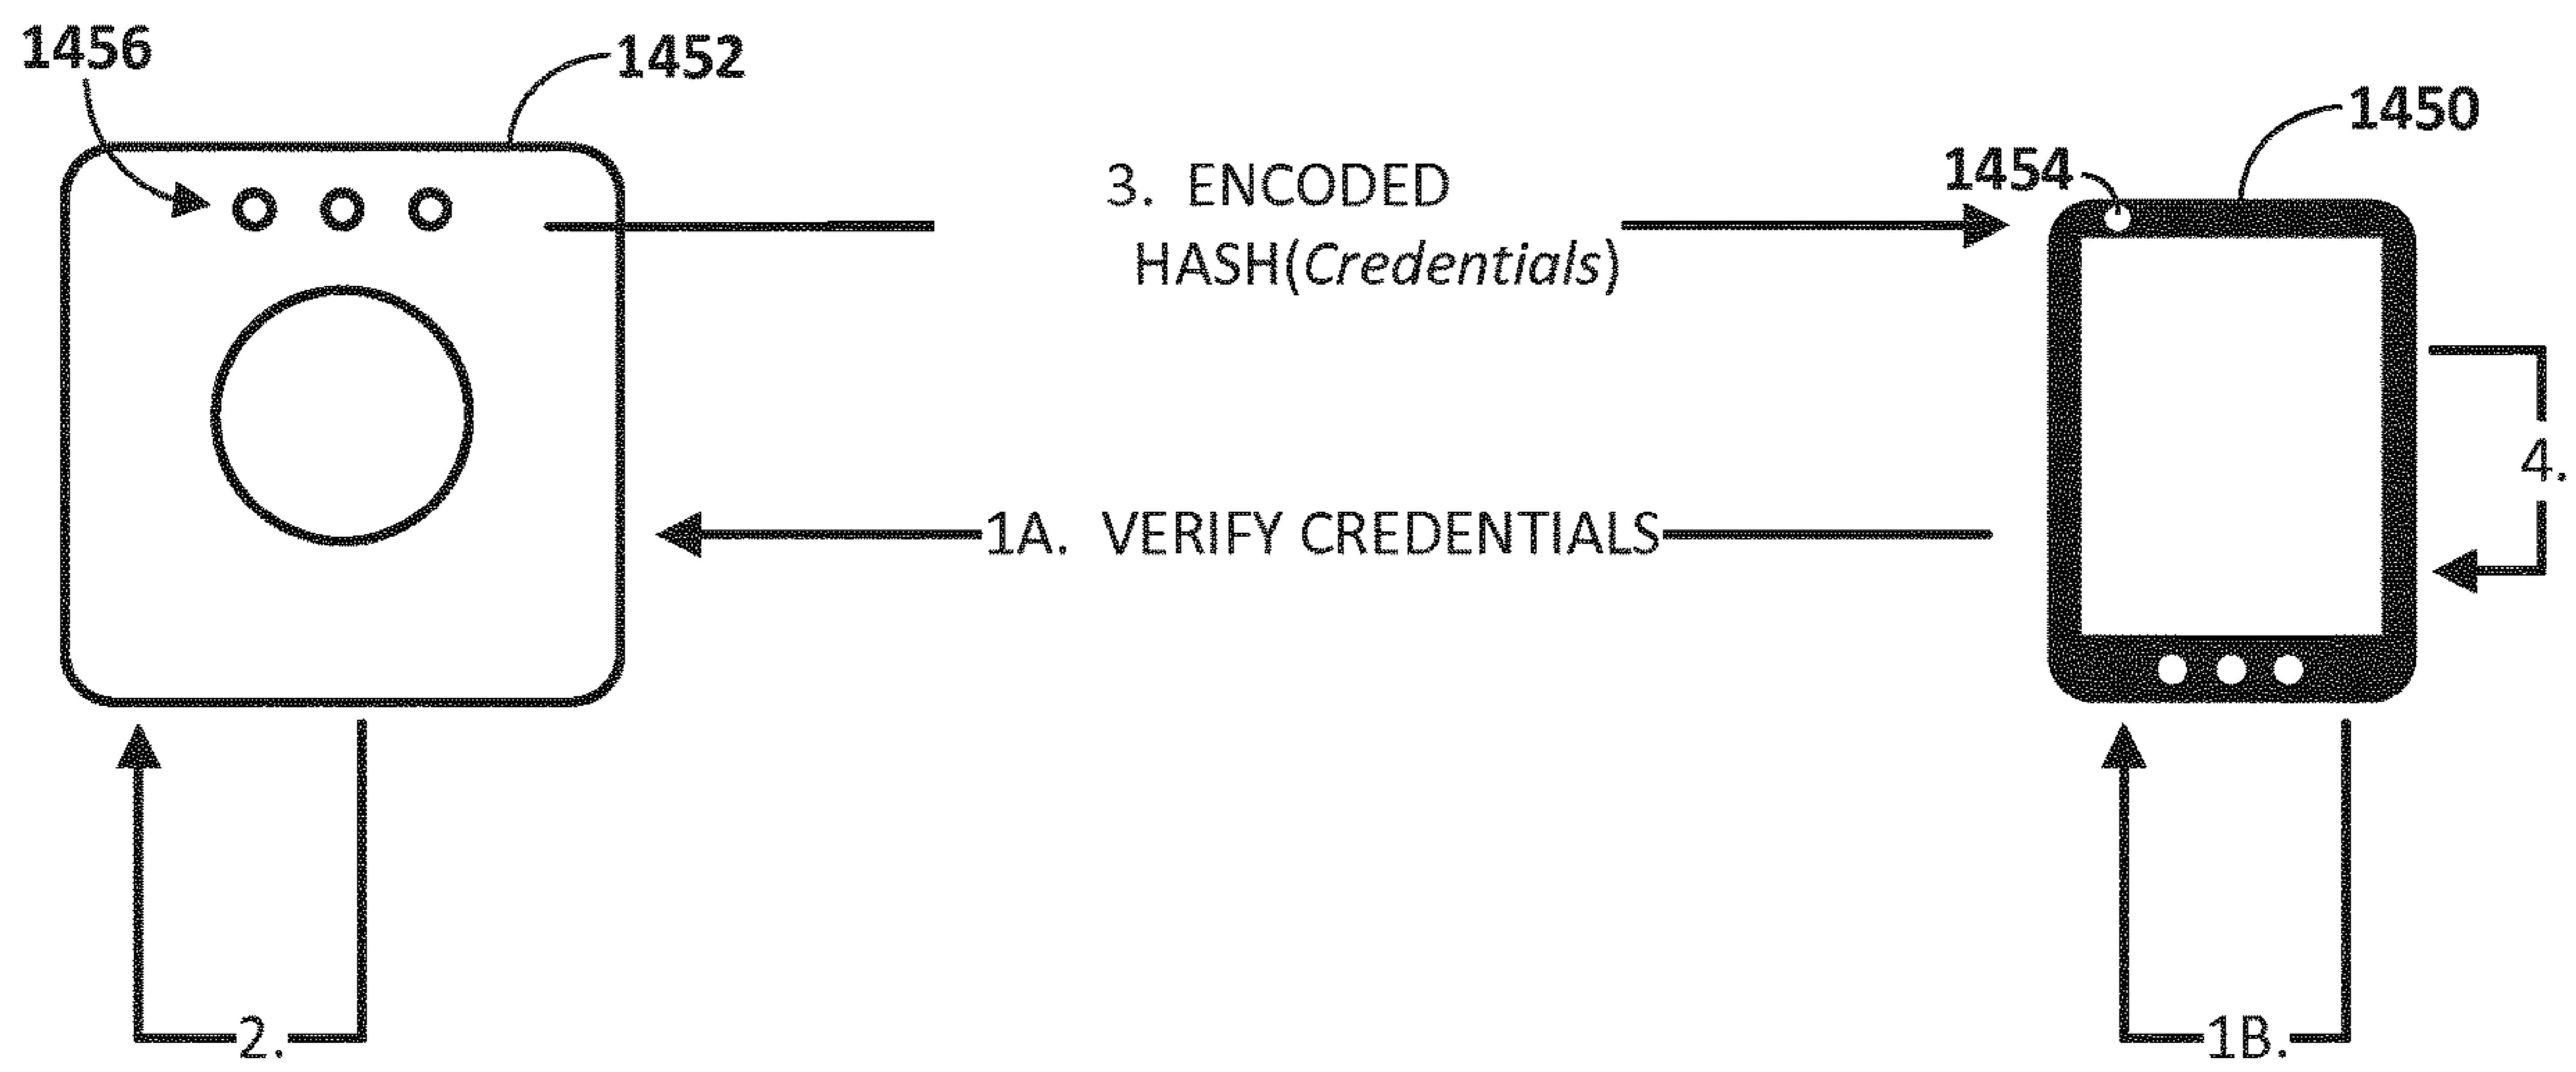 1456
1452
1450
1454
3. ENCODED
HASH(Credentials)
4.
1A. VERIFY CREDENTIALS
2.
1B.